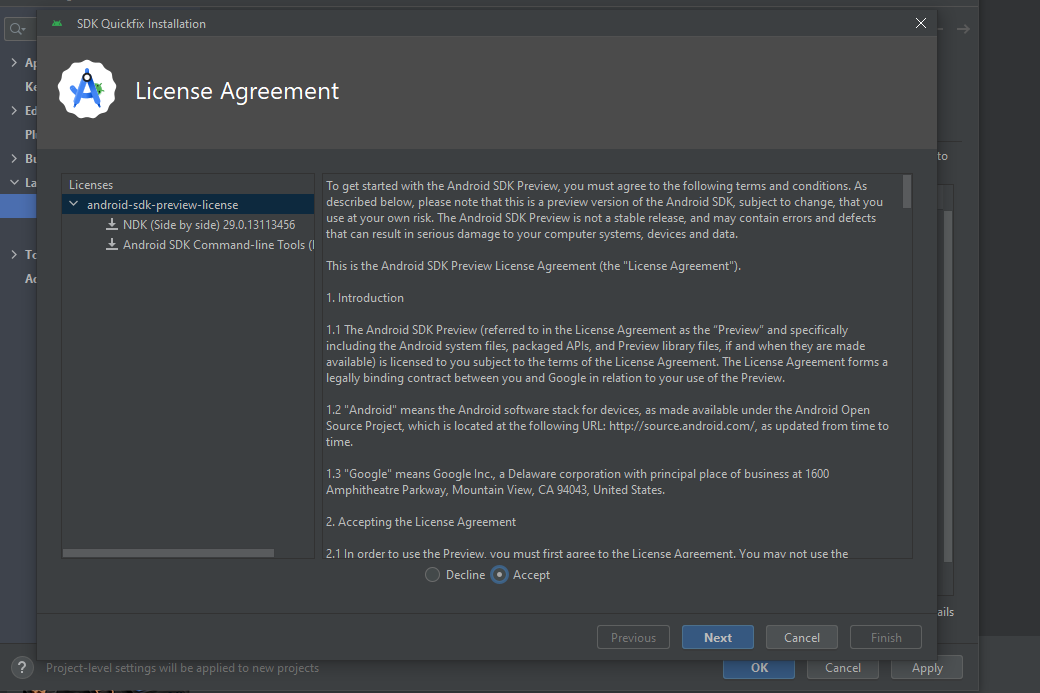 SDK Quickfix Installation
License Agreement
Licenses
android-sdk-preview-license
NDK (Side by side) 29.0.13113456
Android SDK Command-line Tools (
To get started with the Android SDK Preview, you must agree to the following terms and conditions. As
described below, please note that this is a preview version of the Android SDK, subject to change, that you
use at your own risk. The Android SDK Preview is not a stable release, and may contain errors and defects
that can result in serious damage to your computer systems, devices and data.
This is the Android SDK Preview License Agreement (the "License Agreement").
1. Introduction
1.1 The Android SDK Preview (referred to in the License Agreement as the "Preview" and specifically
including the Android system files, packaged APIs, and Preview library files, if and when they are made
available) is licensed to you subject to the terms of the License Agreement. The License Agreement forms a
legally binding contract between you and Google in relation to your use of the Preview.
1.2 "Android" means the Android software stack for devices, as made available under the Android Open
Source Project, which is located at the following URL: http://source.android.com/, as updated from time to
time.
1.3 "Google" means Google Inc., a Delaware corporation with principal place of business at 1600
Amphitheatre Parkway, Mountain View, CA 94043, United States.
2. Accepting the License Agreement
2.1 In order to use the Preview, you must first agree to the License Agreement. You may not use the
Decline Accept
Previous Next Cancel Finish
Ap
Ke
Ed
Pl
Bu
La
To
Ad
to
ails
? Project-level settings will be applied to new projects
OK Cancel Apply